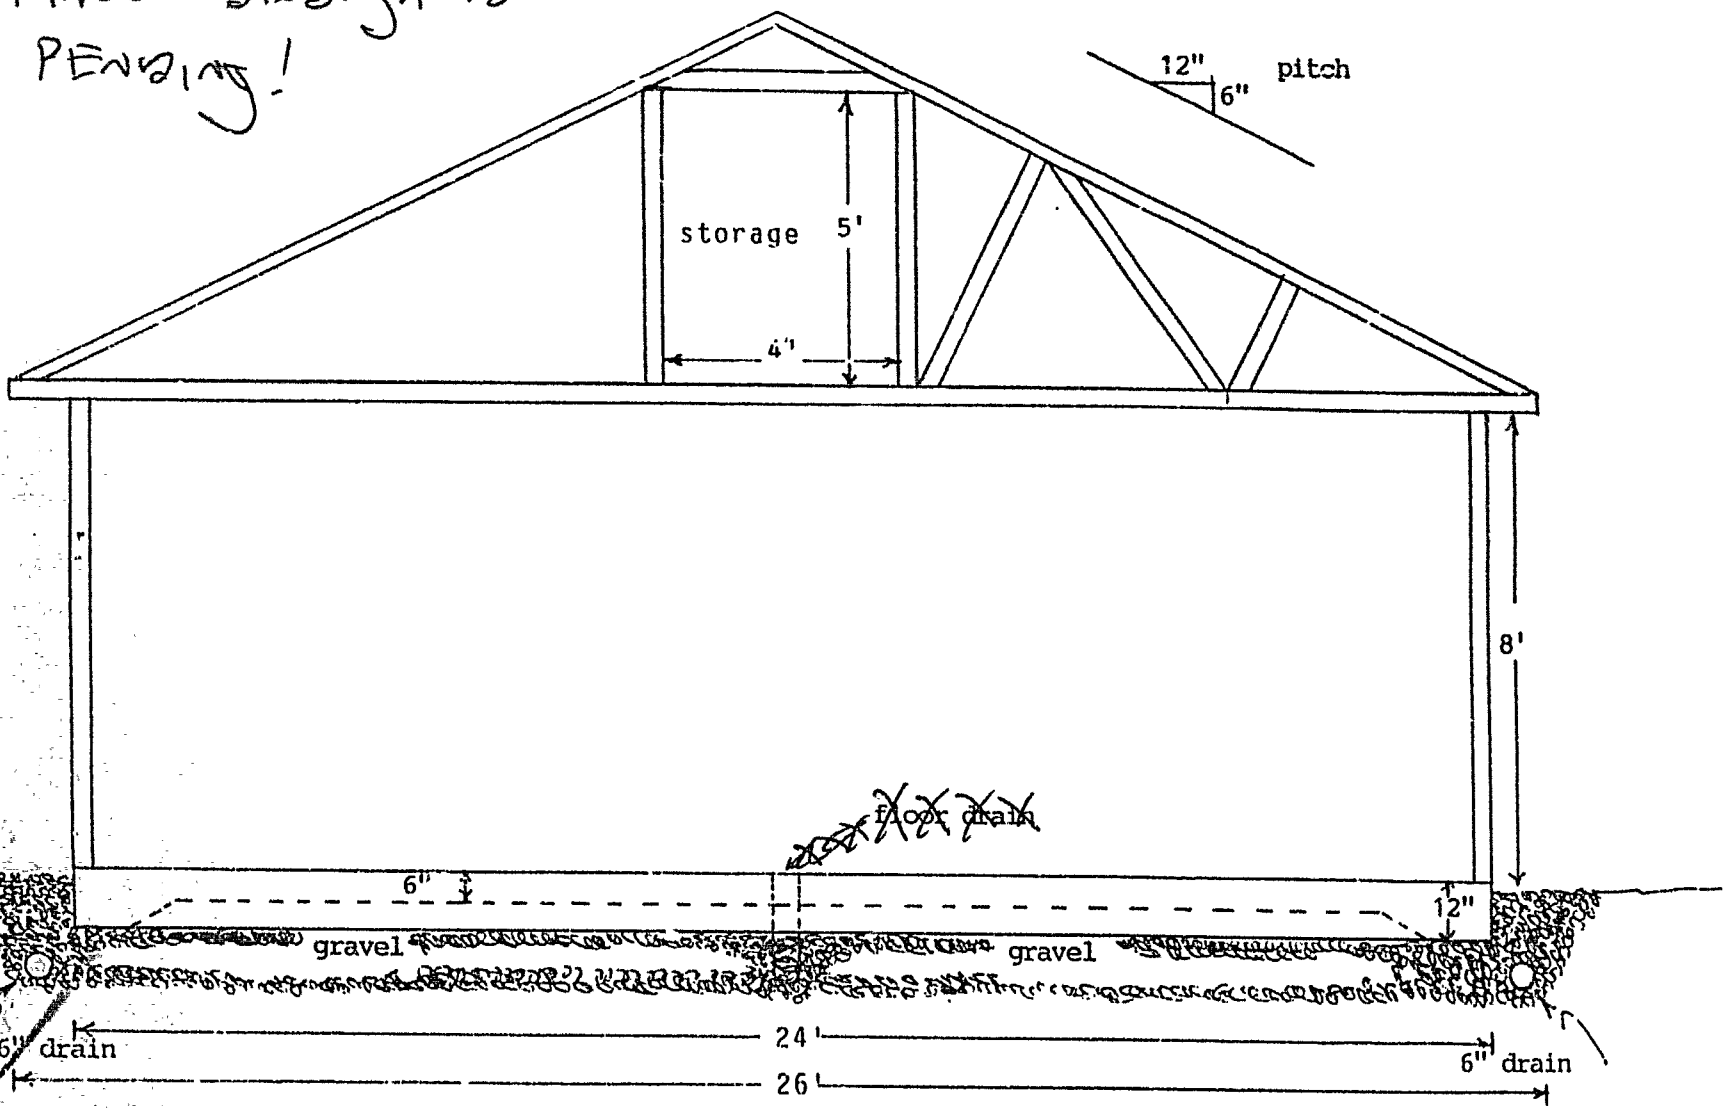 PENDING!
12" pitch
6"
storage 5'
4"
8'
floor drain
6"
12"
gravel gravel
24'
6" drain 6" drain
26'